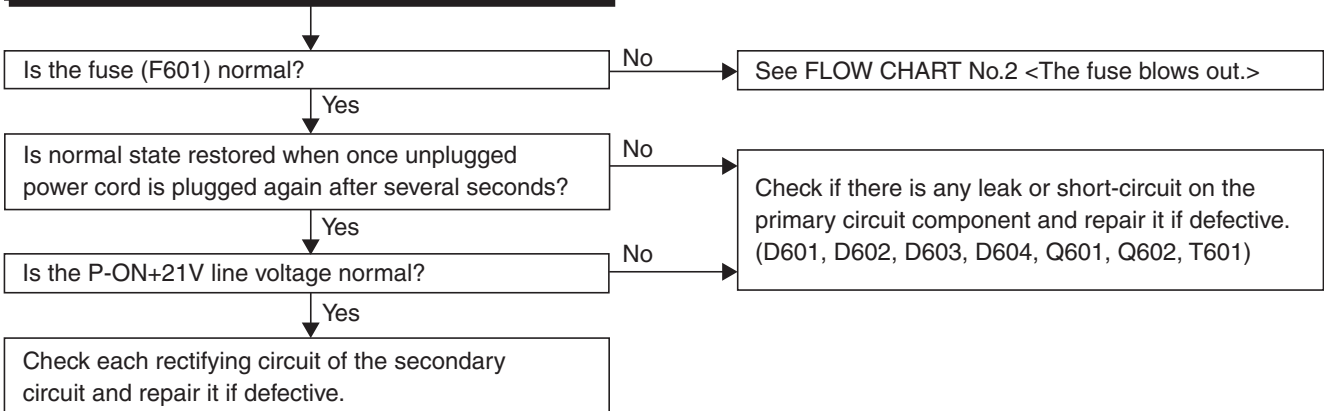 Is the fuse (F601) normal?
No
See FLOW CHART No.2 <The fuse blows out.>
Yes
Is normal state restored when once unplugged
power cord is plugged again after several seconds?
No
Check if there is any leak or short-circuit on the
primary circuit component and repair it if defective.
(D601, D602, D603, D604, Q601, Q602, T601)
Yes
Is the P-ON+21V line voltage normal?
No
Yes
Check each rectifying circuit of the secondary
circuit and repair it if defective.